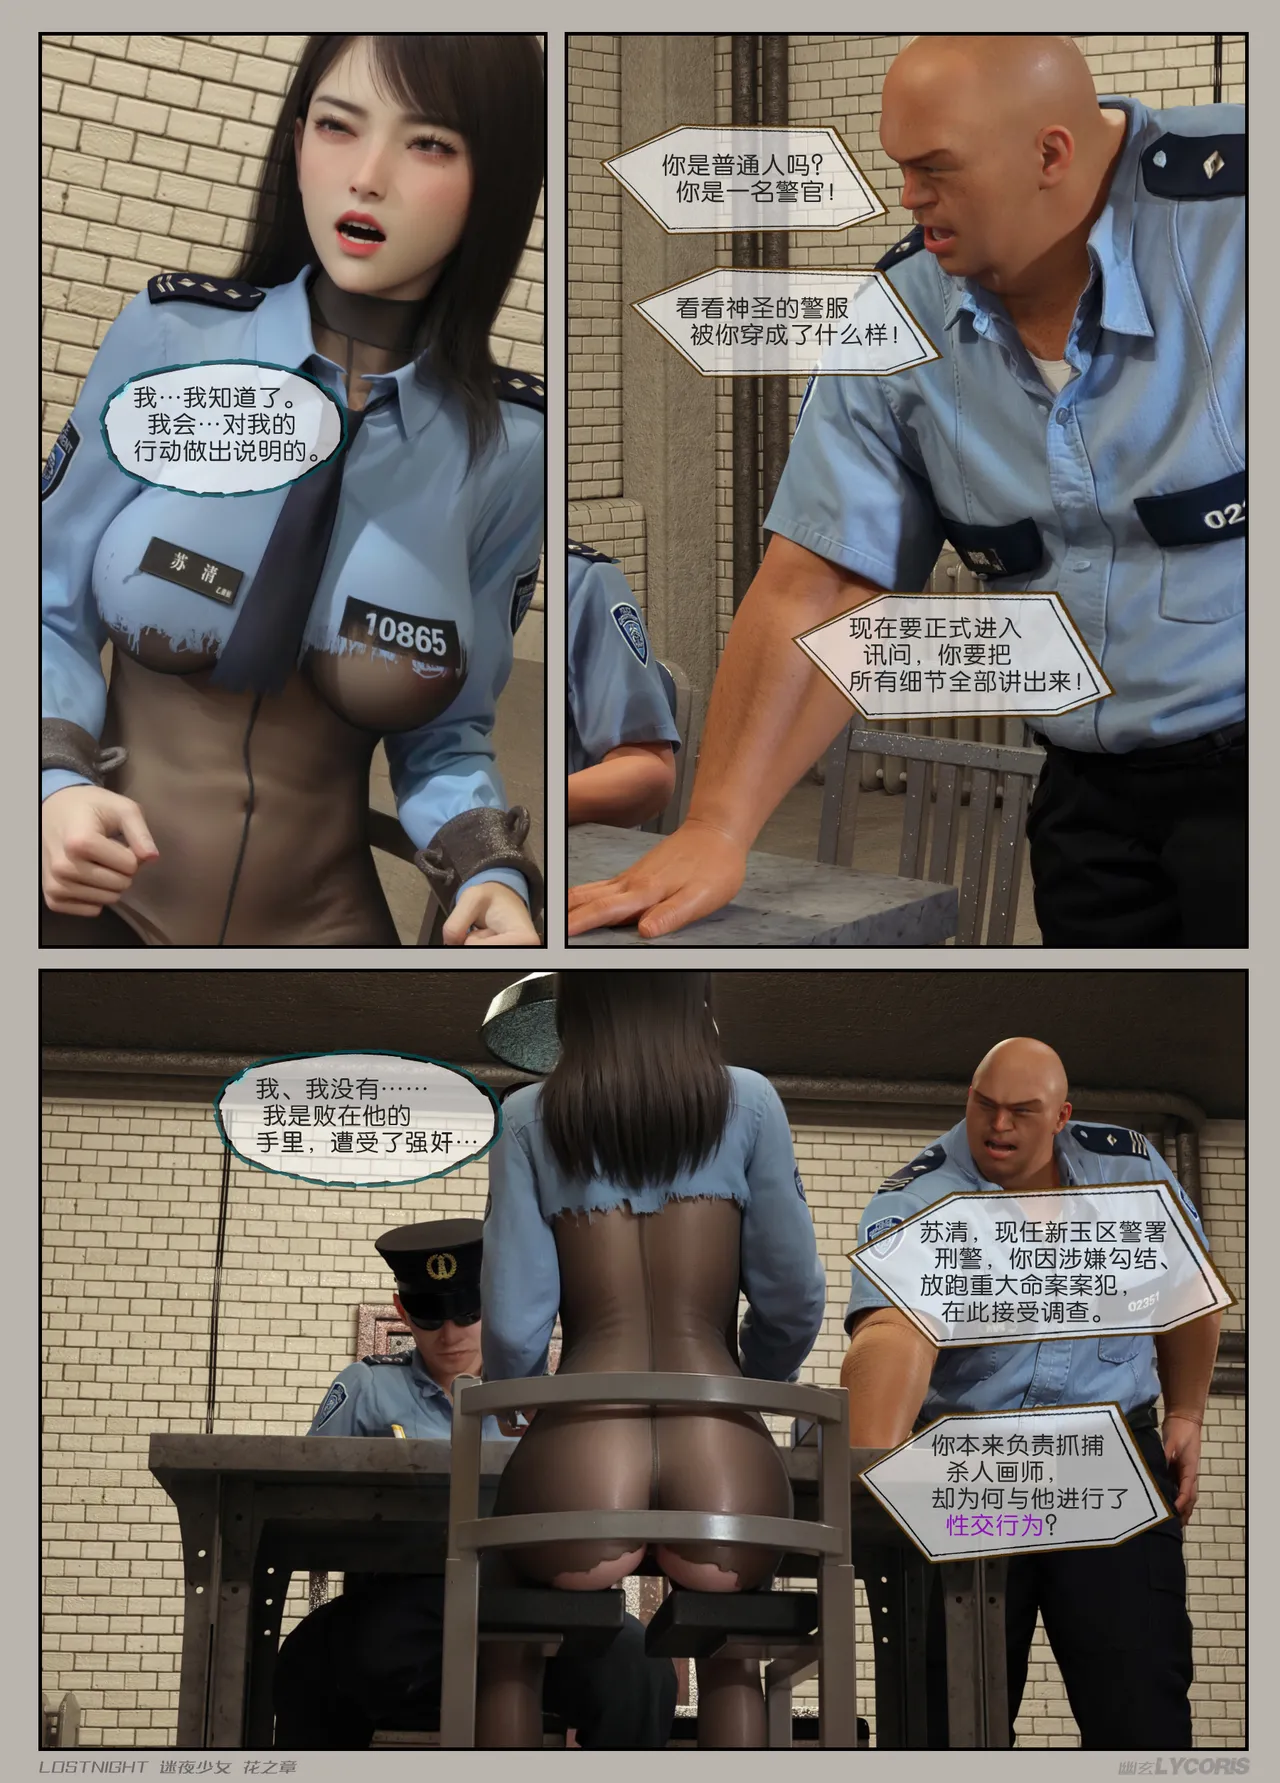 我…我知道了。
我会…对我的
行动做出说明的。
苏清
10865
你是普通人吗？
你是一名警官！
看看神圣的警服
被你穿成了什么样！
022
现在要正式进入
讯问，你要把
所有细节全部讲出来！
我、我没有……
我是败在他的
手里，遭受了强奸…
苏清，现任新玉区警署
刑警，你因涉嫌勾结、
放跑重大命案案犯，
在此接受调查。
02351
你本来负责抓捕
杀人画师，
却为何与他进行了
性交行为？
LOSTNIGHT 迷夜少女 花之章
幽玄LYCORIS